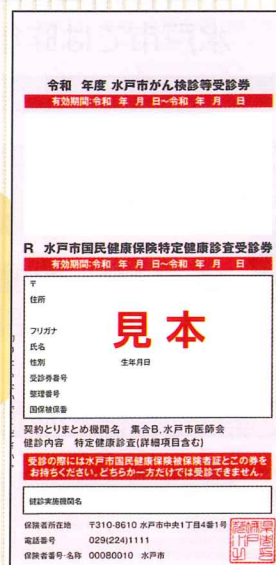 令和 年度 水戸市がん検診等受診券
有効期間:令和 年 月 日~令和 年 月 日
R 水戸市国民健康保険特定健康診査受診券
有効期間:令和 年 月 日~令和 年 月 日
〒
住所
見本
フリガナ
氏名
性別 生年月日
受診券番号
整理番号
国保被保番
契約とりまとめ機関名 集合B,水戸市医師会
健診内容 特定健康診査(詳細項目含む)
受診の際には水戸市国民健康保険被保険者証とこの券を
お持ちください。どちらか一方だけでは受診できません。
健診実施機関名
保険者所在地 〒310-8610 水戸市中央1丁目4番1号
電話番号 029(224)1111
保険者番号・名称 00080010 水戸市